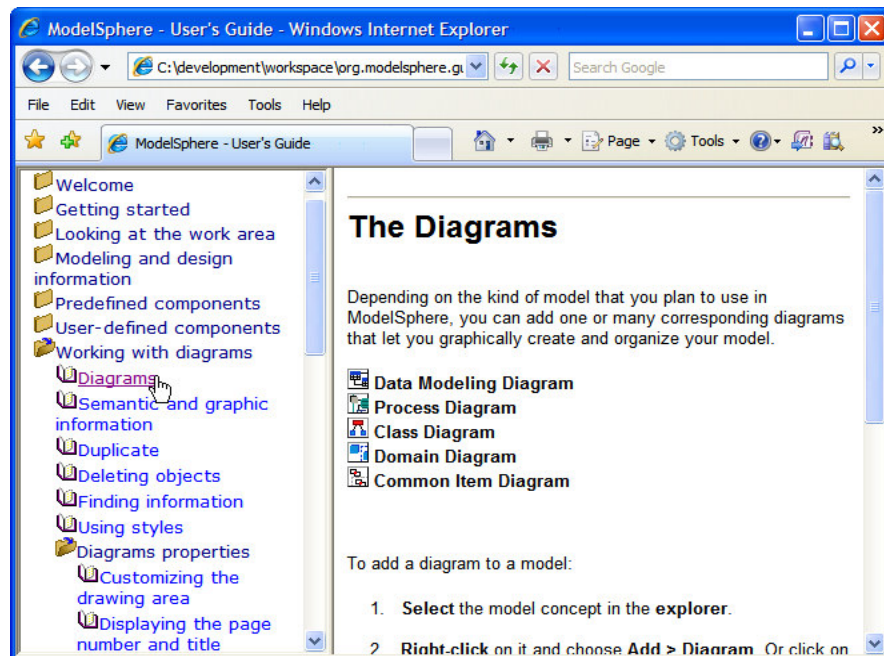 ModelSphere - User's Guide - Windows Internet Explorer
C:\development\workspace\org.modelsphere.gu
Search Google
File Edit View Favorites Tools Help
ModelSphere - User's Guide
Page
Tools
»
Welcome
Getting started
Looking at the work area
Modeling and design
information
Predefined components
User-defined components
Working with diagrams
Diagrams
Semantic and graphic
information
Duplicate
Deleting objects
Finding information
Using styles
Diagrams properties
Customizing the
drawing area
Displaying the page
number and title
The Diagrams
Depending on the kind of model that you plan to use in
ModelSphere, you can add one or many corresponding diagrams
that let you graphically create and organize your model.
Data Modeling Diagram
Process Diagram
Class Diagram
Domain Diagram
Common Item Diagram
To add a diagram to a model:
1. Select the model concept in the explorer.
2. Right-click on it and choose Add > Diagram. Or click on